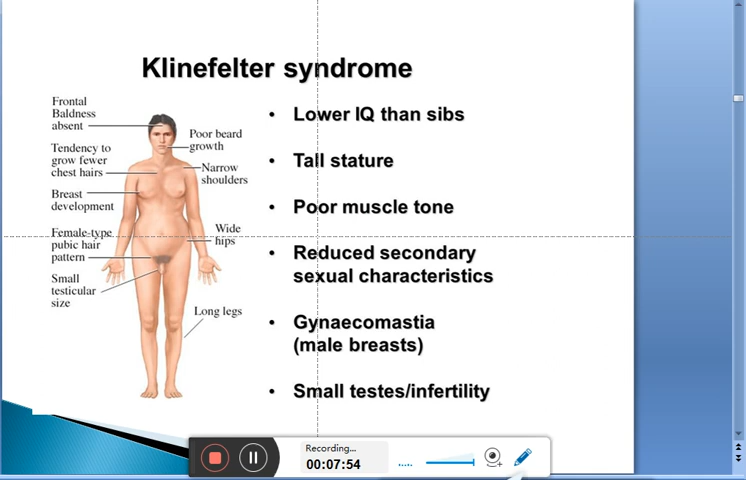 Klinefelter syndrome
Frontal
Baldness
absent
Poor beard
growth
Tendency to
grow fewer
chest hairs
Narrow
shoulders
Breast
development
Female-type
pubic hair
pattern
Wide
hips
Small
testicular
size
Long legs
• Lower IQ than sibs
• Tall stature
• Poor muscle tone
• Reduced secondary
sexual characteristics
• Gynaecomastia
(male breasts)
• Small testes/infertility
Recording...
00:07:54